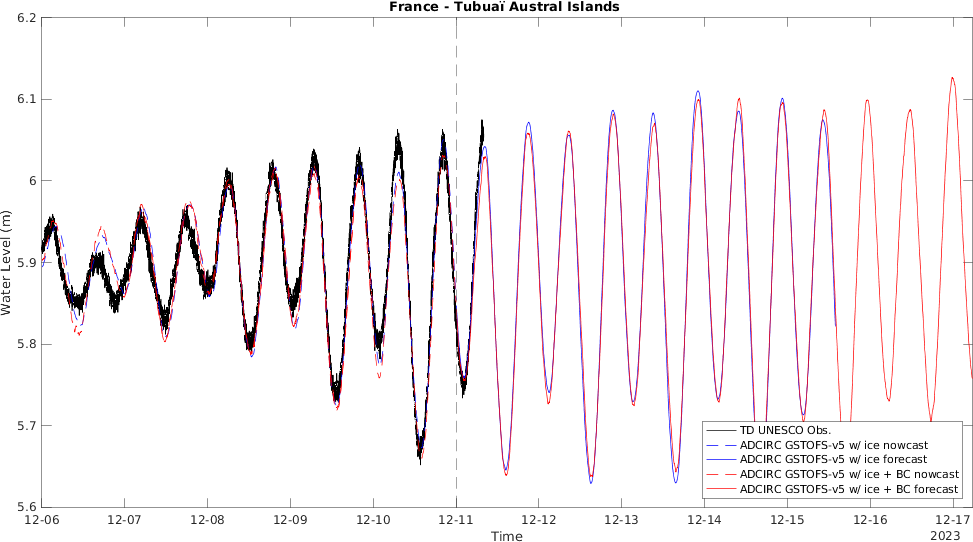 France - Tubuaï Austral Islands
6.2
6.1
6
5.9
5.8
5.7
5.6
Water Level (m)
TD UNESCO Obs.
ADCIRC GSTOFS-v5 w/ ice nowcast
ADCIRC GSTOFS-v5 w/ ice forecast
ADCIRC GSTOFS-v5 w/ ice + BC nowcast
ADCIRC GSTOFS-v5 w/ ice + BC forecast
12-06 12-07 12-08 12-09 12-10 12-11 12-12 12-13 12-14 12-15 12-16 12-17
Time 2023